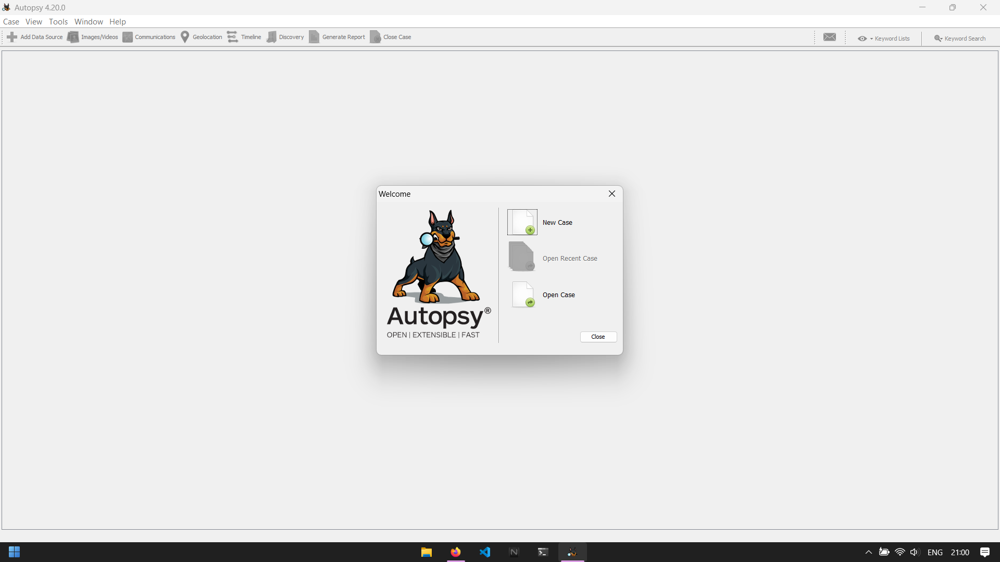 Autopsy 4.20.0
Case View Tools Window Help
Add Data Source Images/Videos Communications Geolocation Timeline Discovery Generate Report Close Case Keyword Lists Keyword Search
Welcome
New Case
Open Recent Case
Open Case
Autopsy®
OPEN | EXTENSIBLE | FAST
Close
ENG 21:00